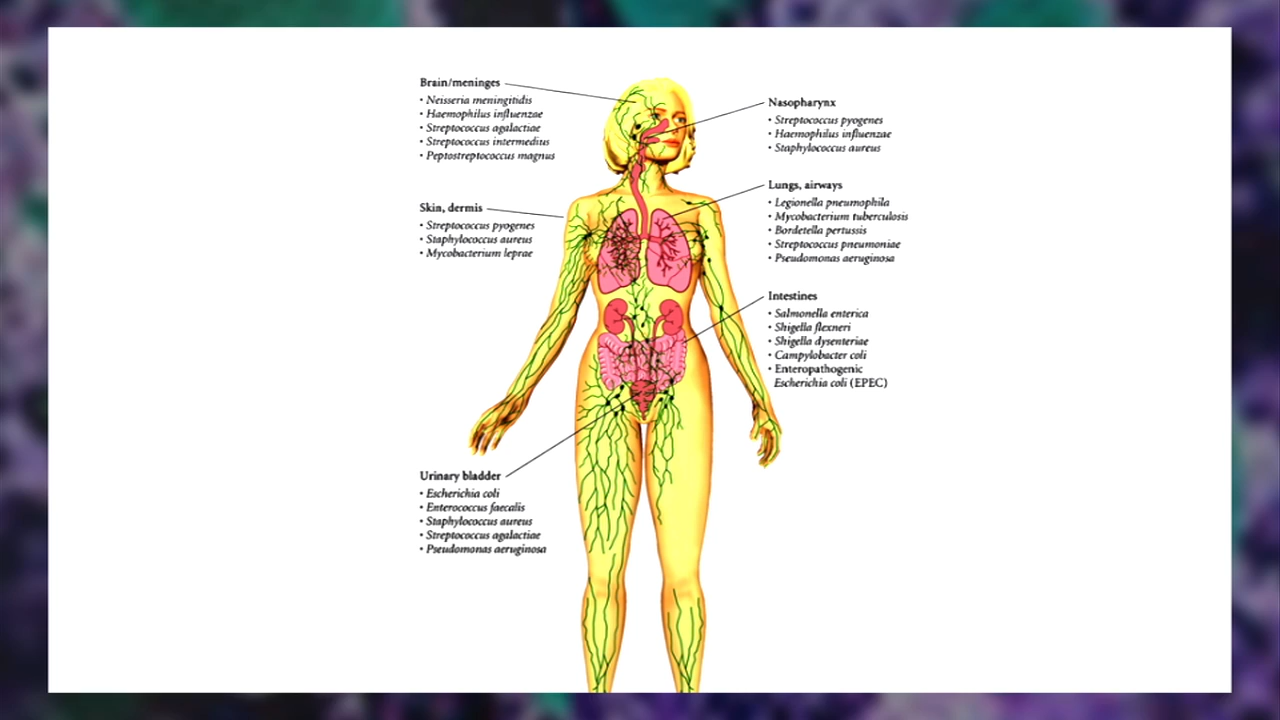 Brain/meninges
• Neisseria meningitidis
• Haemophilus influenzae
• Streptococcus agalactiae
• Streptococcus intermedius
• Peptostreptococcus magnus
Nasopharynx
• Streptococcus pyogenes
• Haemophilus influenzae
• Staphylococcus aureus
Skin, dermis
• Streptococcus pyogenes
• Staphylococcus aureus
• Mycobacterium leprae
Lungs, airways
• Legionella pneumophila
• Mycobacterium tuberculosis
• Bordetella pertussis
• Streptococcus pneumoniae
• Pseudomonas aeruginosa
Intestines
• Salmonella enterica
• Shigella flexneri
• Shigella dysenteriae
• Campylobacter coli
• Enteropathogenic
Escherichia coli (EPEC)
Urinary bladder
• Escherichia coli
• Enterococcus faecalis
• Staphylococcus aureus
• Streptococcus agalactiae
• Pseudomonas aeruginosa